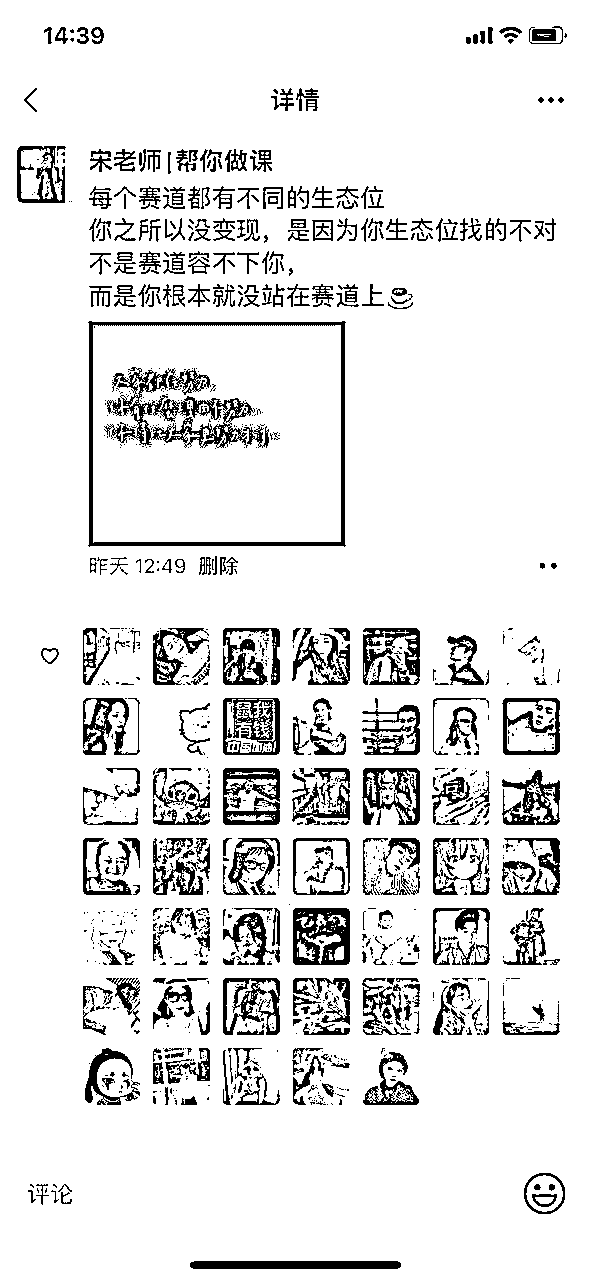 14:39
详情
宋老师|帮你做课
每个赛道都有不同的生态位
你之所以没变现，是因为你生态位找的不对
不是赛道容不下你，
而是你根本就没站在赛道上
昨天 12:49 删除
评论